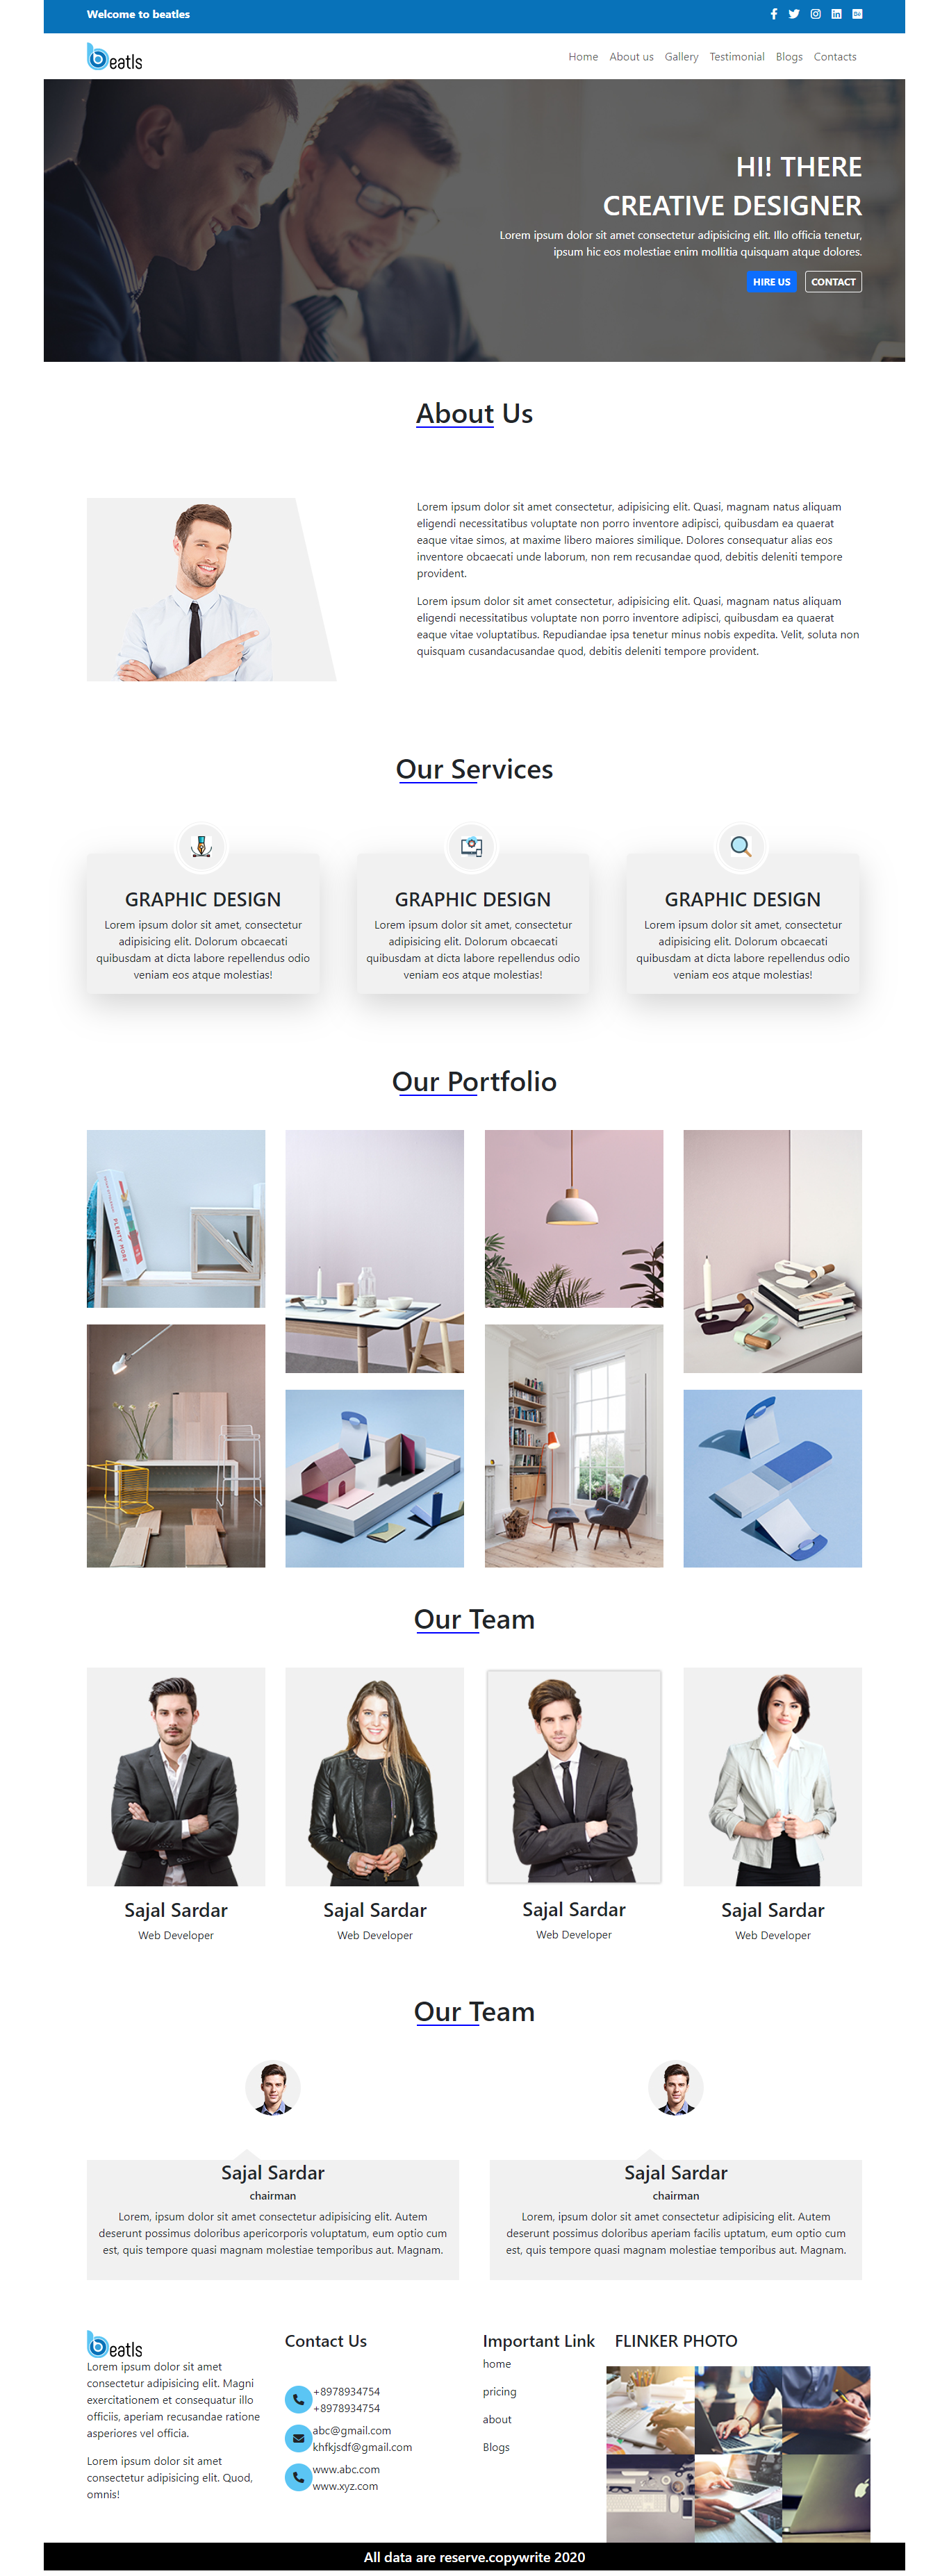 Welcome to beatles
beatls
Home About us Gallery Testimonial Blogs Contacts
HI! THERE
CREATIVE DESIGNER
Lorem ipsum dolor sit amet consectetur adipisicing elit. Illo officia tenetur,
ipsum hic eos molestiae enim mollitia quisquam atque dolores.
HIRE US CONTACT
About Us
Lorem ipsum dolor sit amet consectetur, adipisicing elit. Quasi, magnam natus aliquam
eligendi necessitatibus voluptate non porro inventore adipisci, quibusdam ea quaerat
eaque vitae simos, at maxime libero maiores similique. Dolores consequatur alias eos
inventore obcaecati unde laborum, non rem recusandae quod, debitis deleniti tempore
provident.
Lorem ipsum dolor sit amet consectetur, adipisicing elit. Quasi, magnam natus aliquam
eligendi necessitatibus voluptate non porro inventore adipisci, quibusdam ea quaerat
eaque vitae voluptatibus. Repudiandae ipsa tenetur minus nobis expedita. Velit, soluta non
quisquam cusandacusandae quod, debitis deleniti tempore provident.
Our Services
GRAPHIC DESIGN
Lorem ipsum dolor sit amet, consectetur
adipisicing elit. Dolorum obcaecati
quibusdam at dicta labore repellendus odio
veniam eos atque molestias!
GRAPHIC DESIGN
Lorem ipsum dolor sit amet, consectetur
adipisicing elit. Dolorum obcaecati
quibusdam at dicta labore repellendus odio
veniam eos atque molestias!
GRAPHIC DESIGN
Lorem ipsum dolor sit amet, consectetur
adipisicing elit. Dolorum obcaecati
quibusdam at dicta labore repellendus odio
veniam eos atque molestias!
Our Portfolio
PLENTY MORE
Our Team
Sajal Sardar
Web Developer
Sajal Sardar
Web Developer
Sajal Sardar
Web Developer
Sajal Sardar
Web Developer
Our Team
Sajal Sardar
chairman
Lorem, ipsum dolor sit amet consectetur adipisicing elit. Autem
deserunt possimus doloribus apericorporis voluptatum, eum optio cum
est, quis tempore quasi magnam molestiae temporibus aut. Magnam.
Sajal Sardar
chairman
Lorem, ipsum dolor sit amet consectetur adipisicing elit. Autem
deserunt possimus doloribus aperiam facilis uptatum, eum optio cum
est, quis tempore quasi magnam molestiae temporibus aut. Magnam.
beatls
Lorem ipsum dolor sit amet
consectetur adipisicing elit. Magni
exercitationem et consequatur illo
officiis, aperiam recusandae ratione
asperiores vel officia.
Lorem ipsum dolor sit amet
consectetur adipisicing elit. Quod,
omnis!
Contact Us
+8978934754
+8978934754
abc@gmail.com
khfkjsdf@gmail.com
www.abc.com
www.xyz.com
Important Link
home
pricing
about
Blogs
FLINKER PHOTO
All data are reserve.copywrite 2020